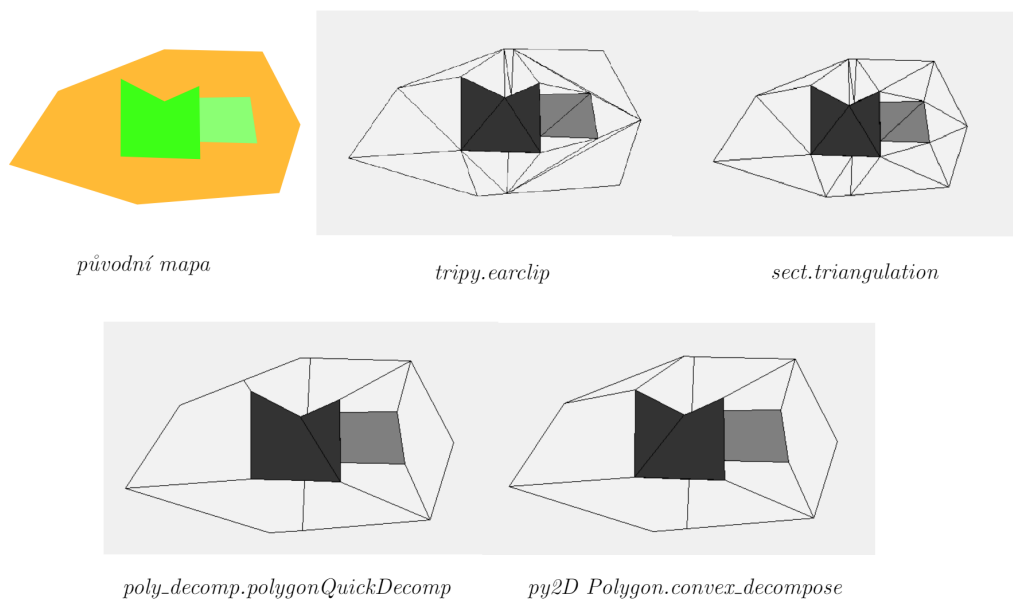 původní mapa
tripy.earclip
sect.triangulation
poly_decomp.polygonQuickDecomp
py2D Polygon.convex_decompose